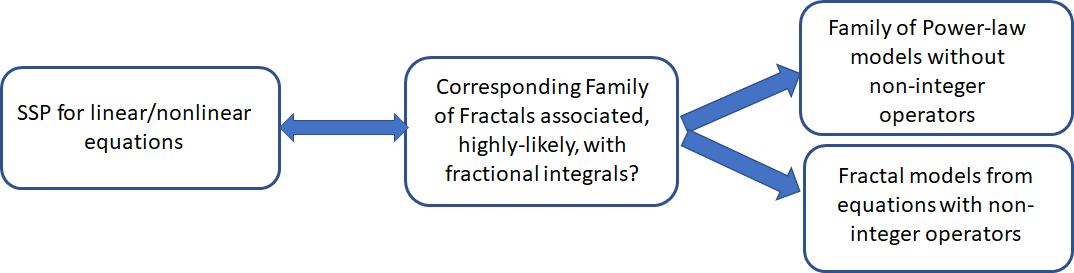 SSP for linear/nonlinear
equations
Corresponding Family
of Fractals associated,
highly-likely, with
fractional integrals?
Family of Power-law
models without
non-integer
operators
Fractal models from
equations with non-
integer operators